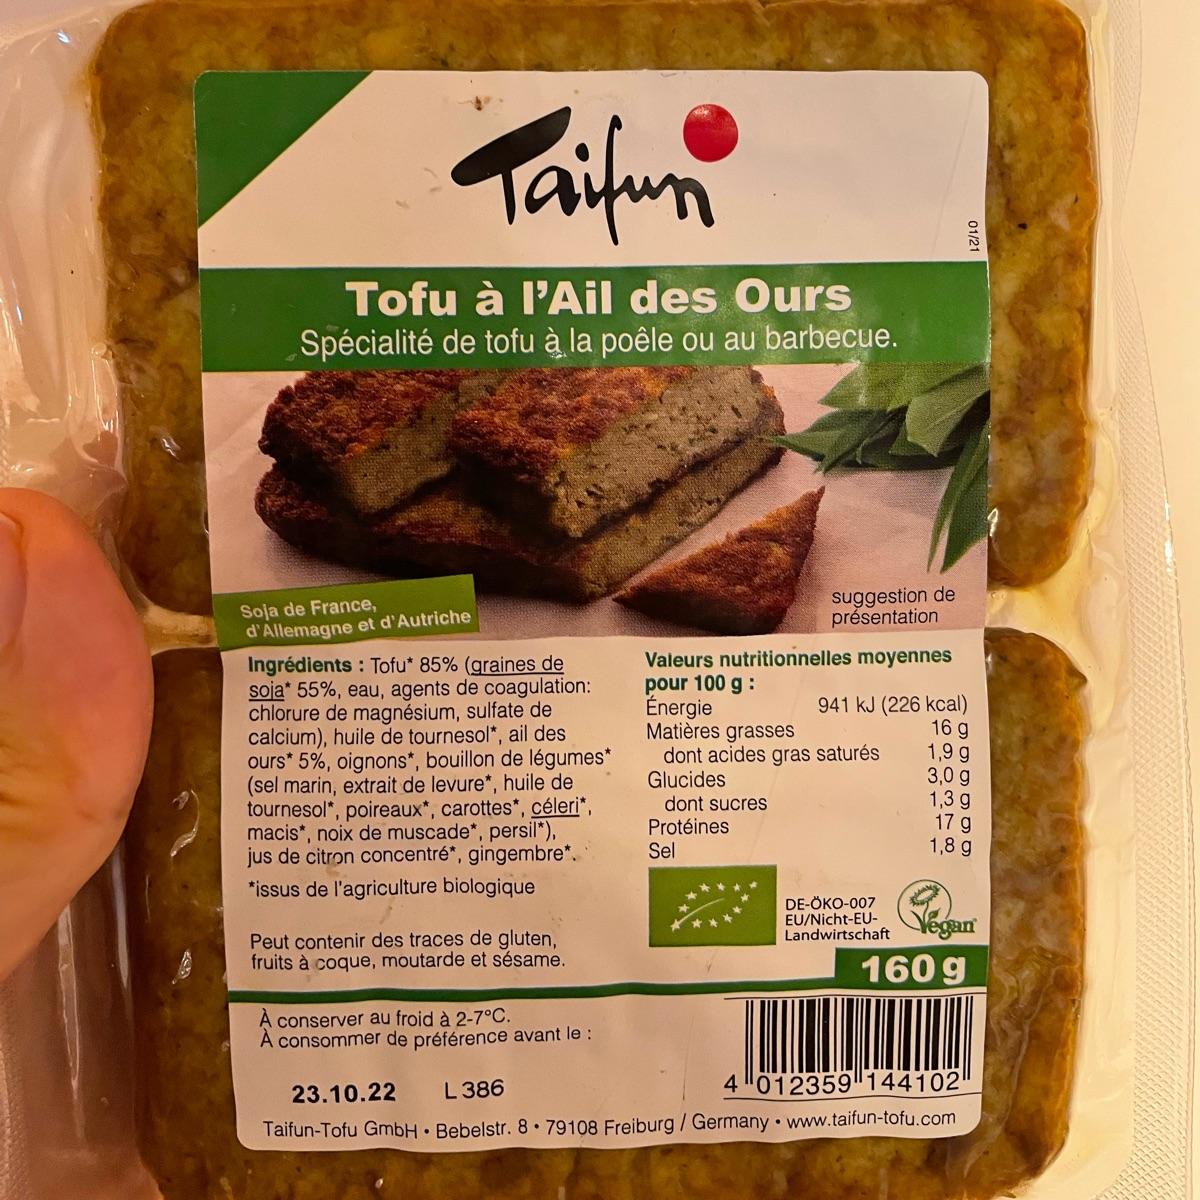 Taifun
01/21
Tofu à l'Ail des Ours
Spécialité de tofu à la poêle ou au barbecue.
suggestion de
présentation
Soja de France,
d'Allemagne et d'Autriche
Ingrédients : Tofu* 85% (graines de
soja* 55%, eau, agents de coagulation:
chlorure de magnésium, sulfate de
calcium), huile de tournesol*, ail des
ours* 5%, oignons*, bouillon de légumes*
(sel marin, extrait de levure*, huile de
tournesol*, poireaux*, carottes*, céleri*,
macis*, noix de muscade*, persil*),
jus de citron concentré*, gingembre*.
*issus de l'agriculture biologique
Peut contenir des traces de gluten,
fruits à coque, moutarde et sésame.
Valeurs nutritionnelles moyennes
pour 100 g :
Énergie 941 kJ (226 kcal)
Matières grasses 16 g
dont acides gras saturés 1,9 g
Glucides 3,0 g
dont sucres 1,3 g
Protéines 17 g
Sel 1,8 g
DE-ÖKO-007
EU/Nicht-EU-
Landwirtschaft
Vegan
160 g
À conserver au froid à 2-7°C.
À consommer de préférence avant le :
23.10.22 L 386
4 012359 144102
Taifun-Tofu GmbH • Bebelstr. 8 • 79108 Freiburg / Germany • www.taifun-tofu.com